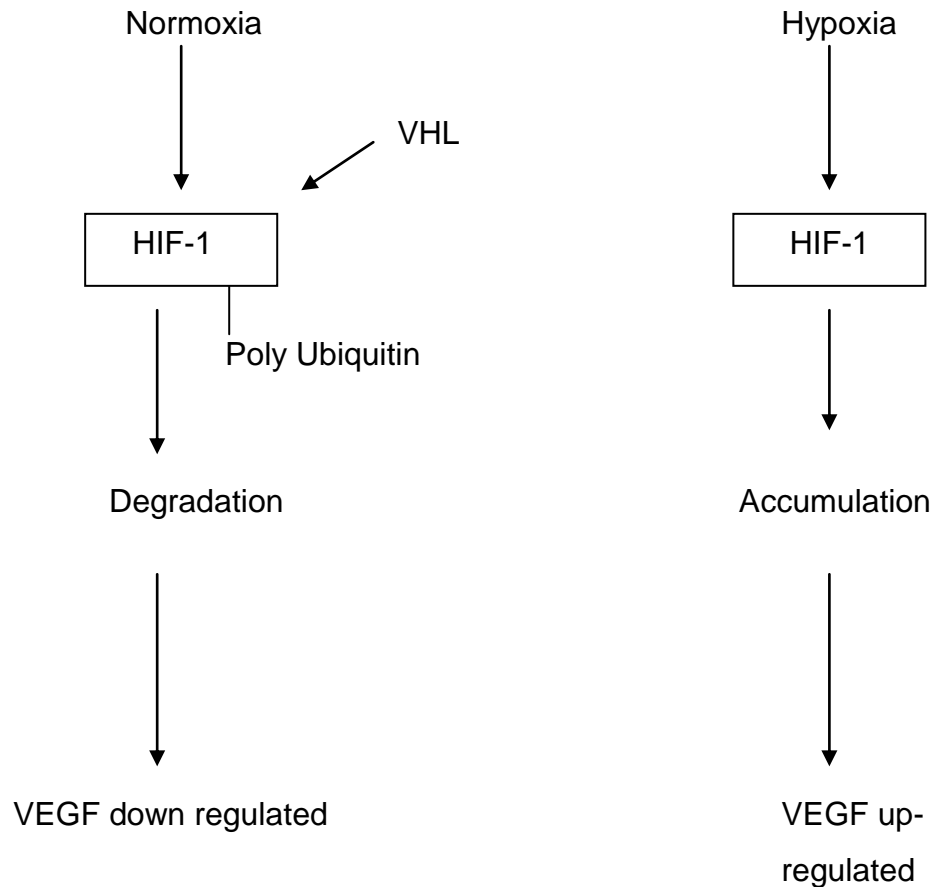 Normoxia
Hypoxia
VHL
HIF-1
HIF-1
Poly Ubiquitin
Degradation
Accumulation
VEGF down regulated
VEGF up-
regulated